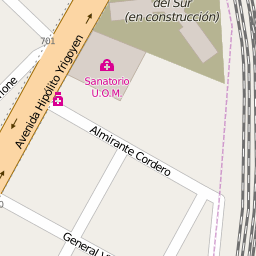 del Sur
(en construcción)
701
Avenida Hipólito Yrigoyen
Sanatorio
U.O.M.
Almirante Cordero
General